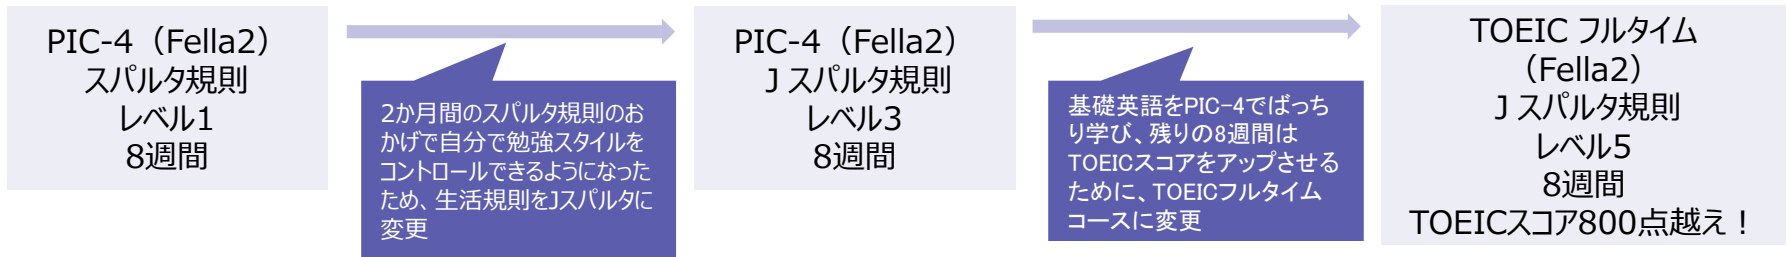 PIC-4（Fella2）
スパルタ規則
レベル1
8週間
2か月間のスパルタ規則のお
かげで自分で勉強スタイルを
コントロールできるようになった
ため、生活規則をJスパルタに
変更
PIC-4（Fella2）
J スパルタ規則
レベル3
8週間
基礎英語をPIC-4でばっち
り学び、残りの8週間は
TOEICスコアをアップさせる
ために、TOEICフルタイム
コースに変更
TOEIC フルタイム
（Fella2）
J スパルタ規則
レベル5
8週間
TOEICスコア800点越え！